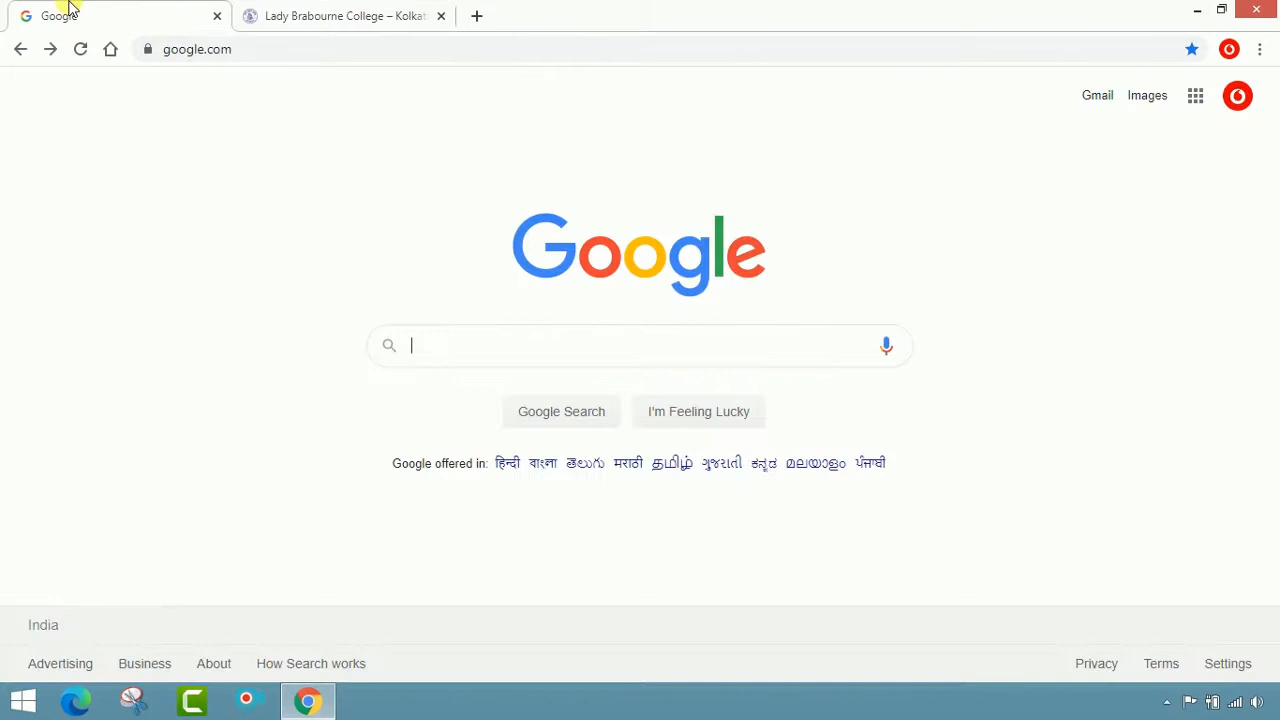 Google
Lady Brabourne College – Kolkat
google.com
Gmail Images
Google
Google Search I'm Feeling Lucky
Google offered in: हिन्दी বাংলা తెలుగు मराठी தமிழ் ગુજરાતી ಕನ್ನಡ മലയാളം ਪੰਜਾਬੀ
India
Advertising Business About How Search works Privacy Terms Settings